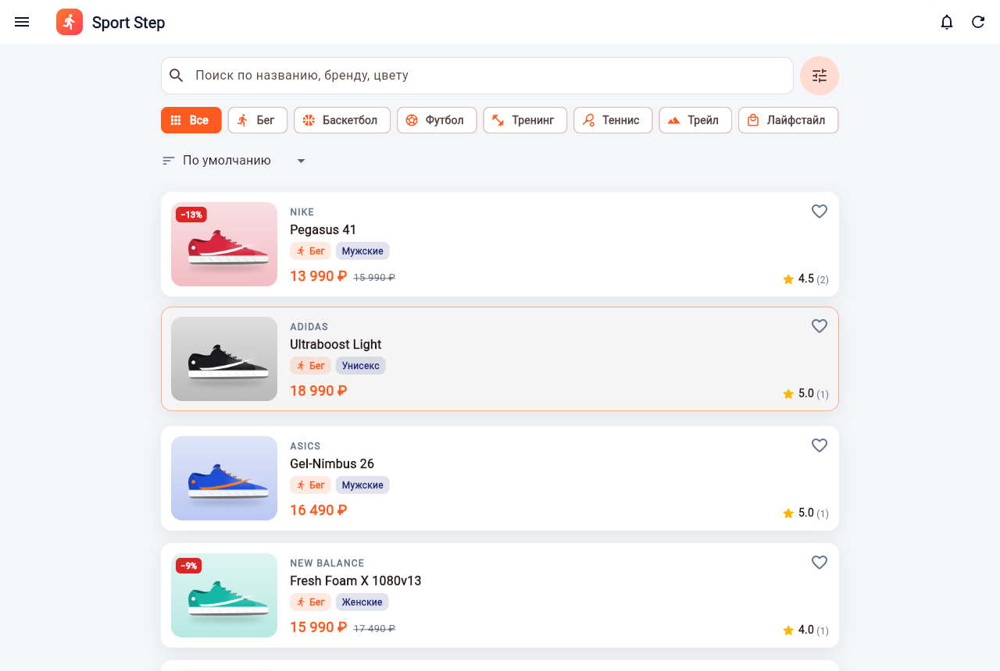 Sport Step
Поиск по названию, бренду, цвету
Все
Бег
Баскетбол
Футбол
Тренинг
Теннис
Трейл
Лайфстайл
По умолчанию
−13%
NIKE
Pegasus 41
Бег
Мужские
13 990 ₽ 15 990 ₽
4.5 (2)
ADIDAS
Ultraboost Light
Бег
Унисекс
18 990 ₽
5.0 (1)
ASICS
Gel-Nimbus 26
Бег
Мужские
16 490 ₽
5.0 (1)
−9%
NEW BALANCE
Fresh Foam X 1080v13
Бег
Женские
15 990 ₽ 17 490 ₽
4.0 (1)